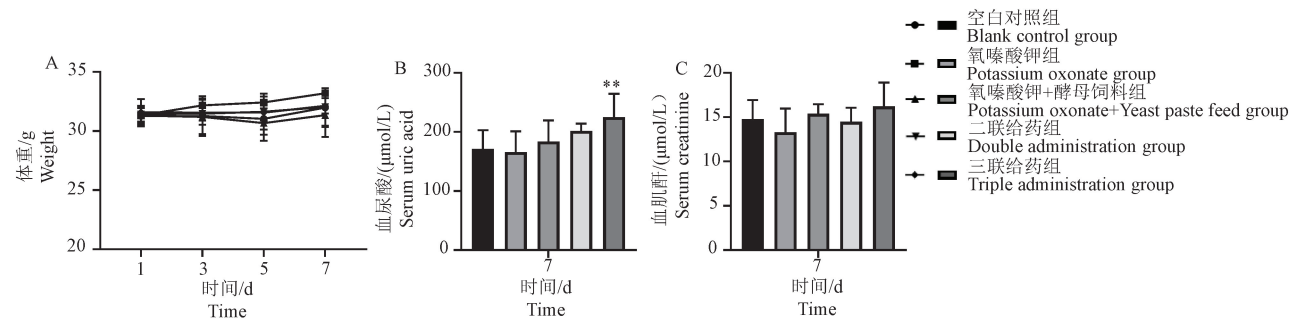 A
35
30
25
20
体重/g
Weight
1 3 5 7
时间/d
Time
B
300
200
100
0
血尿酸/(μmol/L)
Serum uric acid
**
7
时间/d
Time
C
20
15
10
5
0
血肌酐/(μmol/L)
Serum creatinine
7
时间/d
Time
空白对照组
Blank control group
氧嗪酸钾组
Potassium oxonate group
氧嗪酸钾+酵母饲料组
Potassium oxonate+Yeast paste feed group
二联给药组
Double administration group
三联给药组
Triple administration group